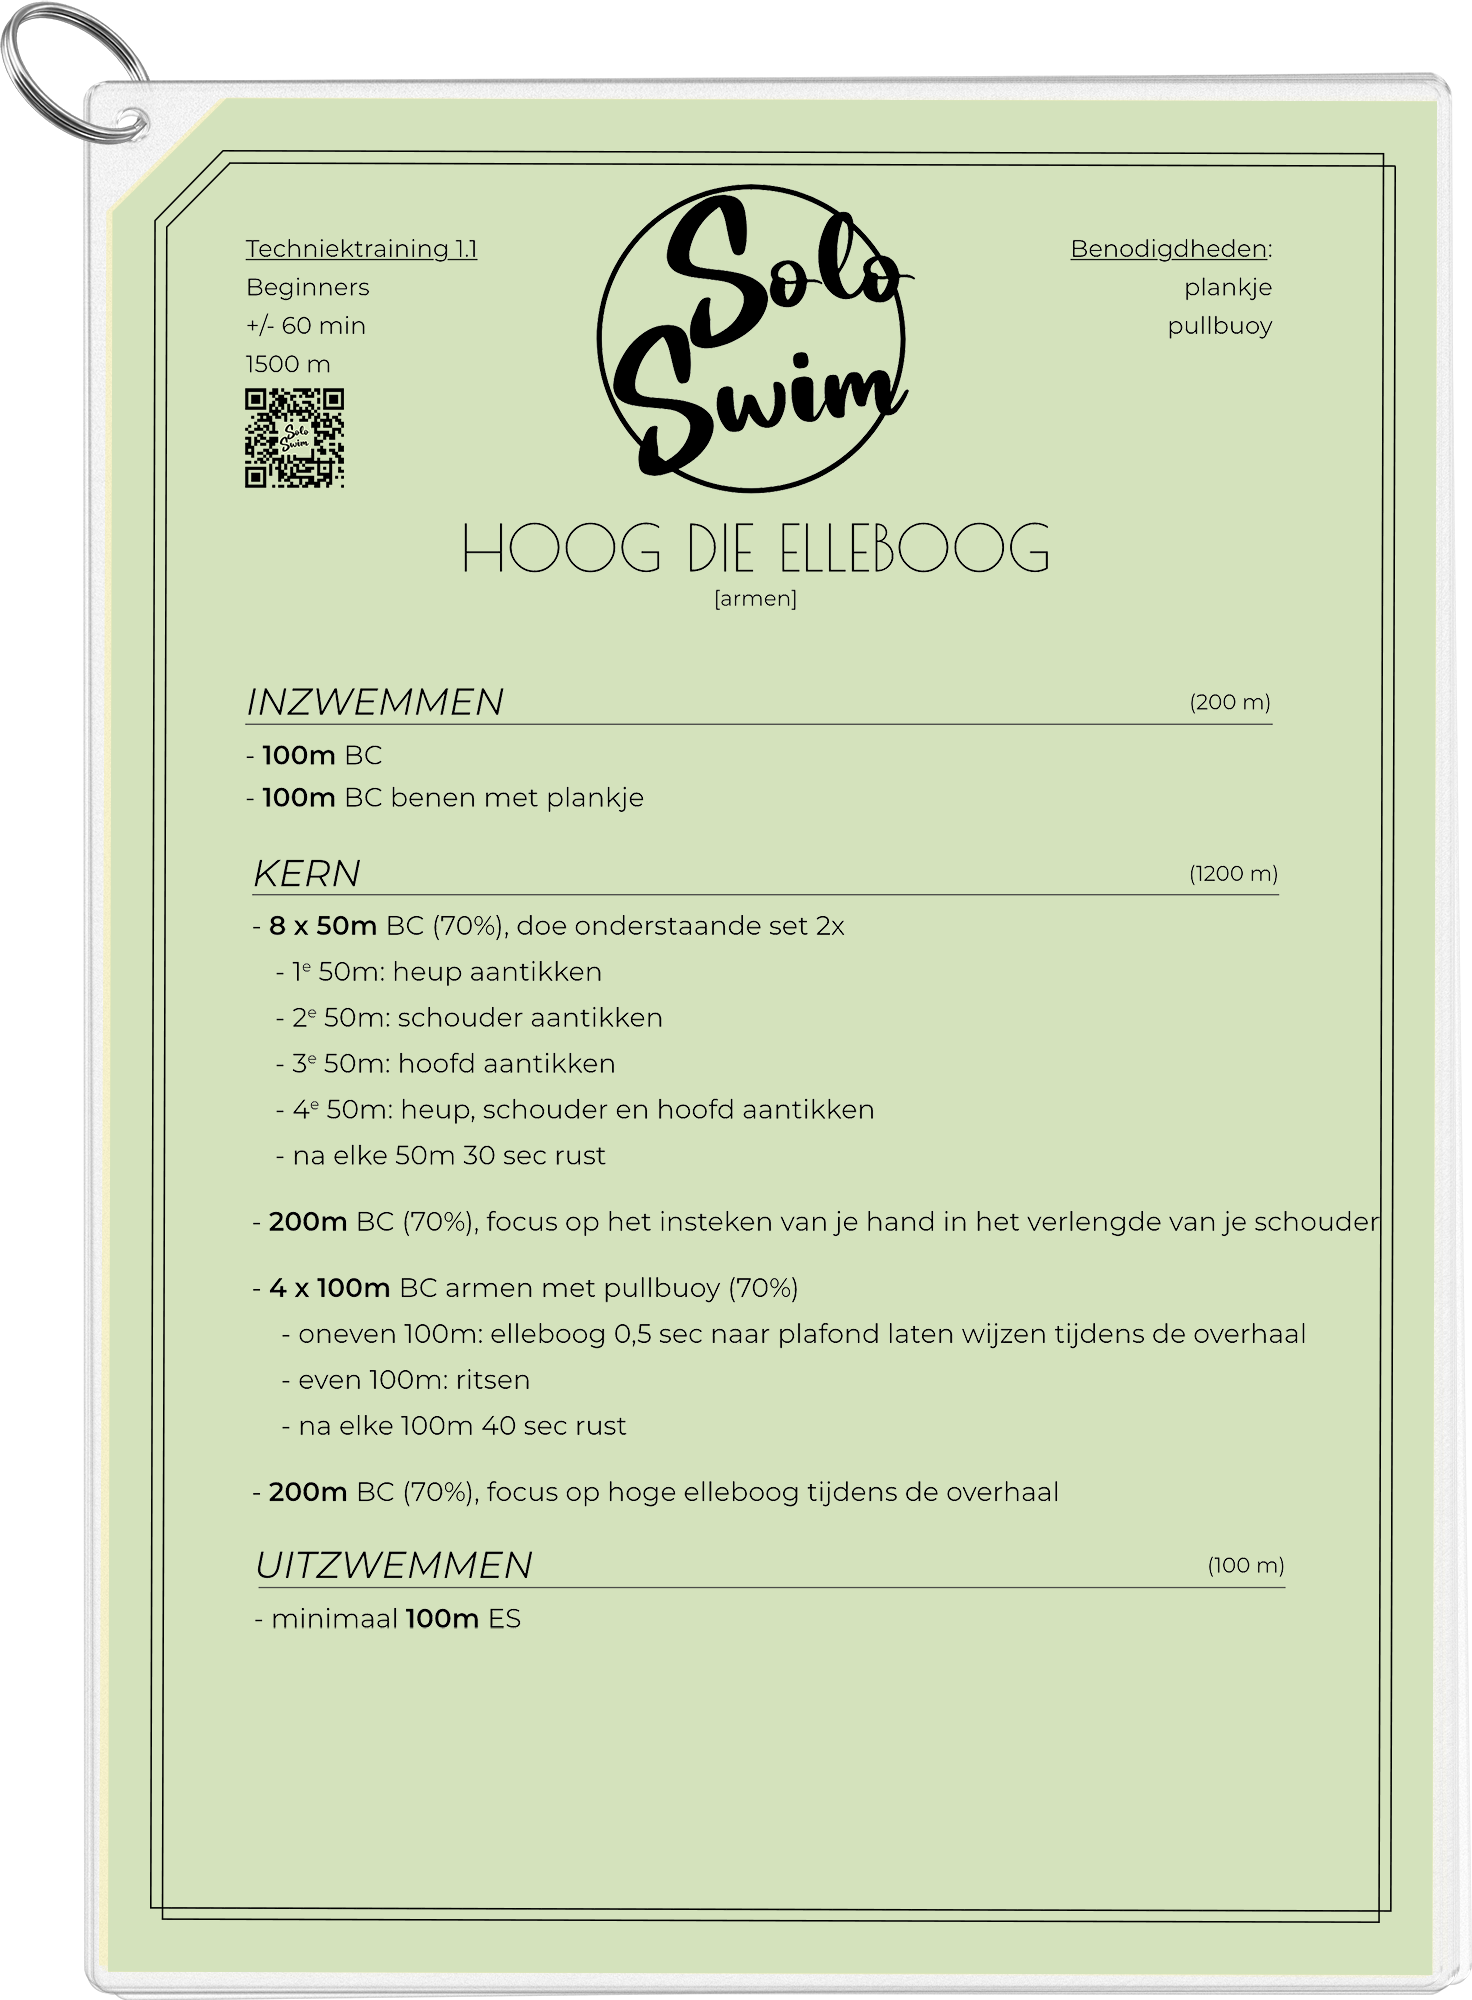 Techniektraining 1.1
Beginners
+/- 60 min
1500 m
Solo
Swim
Solo
Swim
Benodigdheden:
plankje
pullbuoy
HOOG DIE ELLEBOOG
[armen]
INZWEMMEN (200 m)
- 100m BC
- 100m BC benen met plankje
KERN (1200 m)
- 8 x 50m BC (70%), doe onderstaande set 2x
- 1e 50m: heup aantikken
- 2e 50m: schouder aantikken
- 3e 50m: hoofd aantikken
- 4e 50m: heup, schouder en hoofd aantikken
- na elke 50m 30 sec rust
- 200m BC (70%), focus op het insteken van je hand in het verlengde van je schouder
- 4 x 100m BC armen met pullbuoy (70%)
- oneven 100m: elleboog 0,5 sec naar plafond laten wijzen tijdens de overhaal
- even 100m: ritsen
- na elke 100m 40 sec rust
- 200m BC (70%), focus op hoge elleboog tijdens de overhaal
UITZWEMMEN (100 m)
- minimaal 100m ES